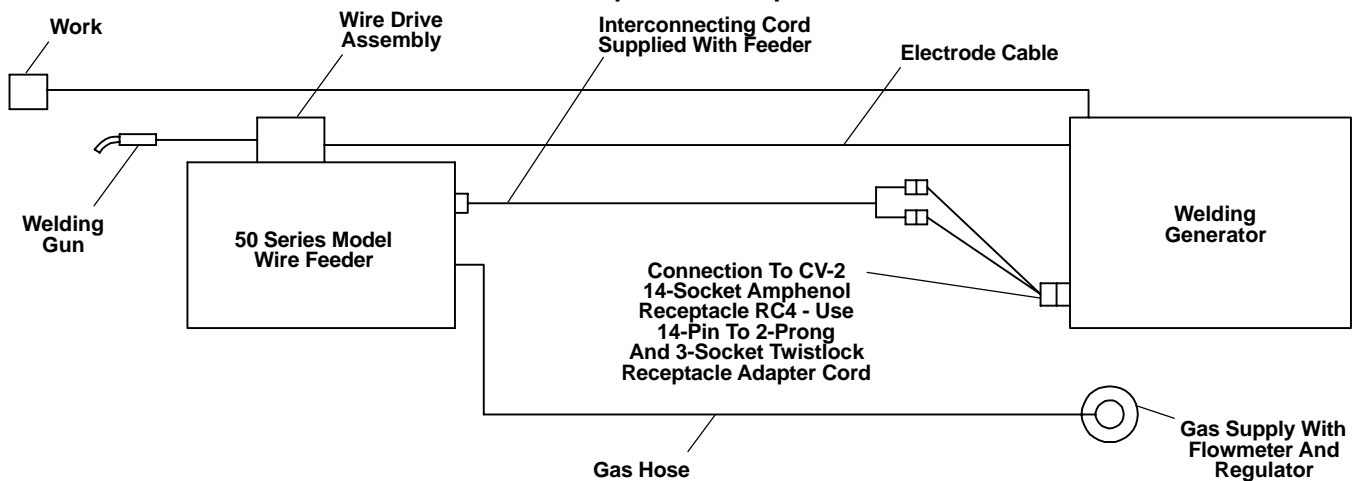 Work
Wire Drive
Assembly
Interconnecting Cord
Supplied With Feeder
Electrode Cable
Welding
Gun
50 Series Model
Wire Feeder
Connection To CV-2
14-Socket Amphenol
Receptacle RC4 - Use
14-Pin To 2-Prong
And 3-Socket Twistlock
Receptacle Adapter Cord
Welding
Generator
Gas Hose
Gas Supply With
Flowmeter And
Regulator